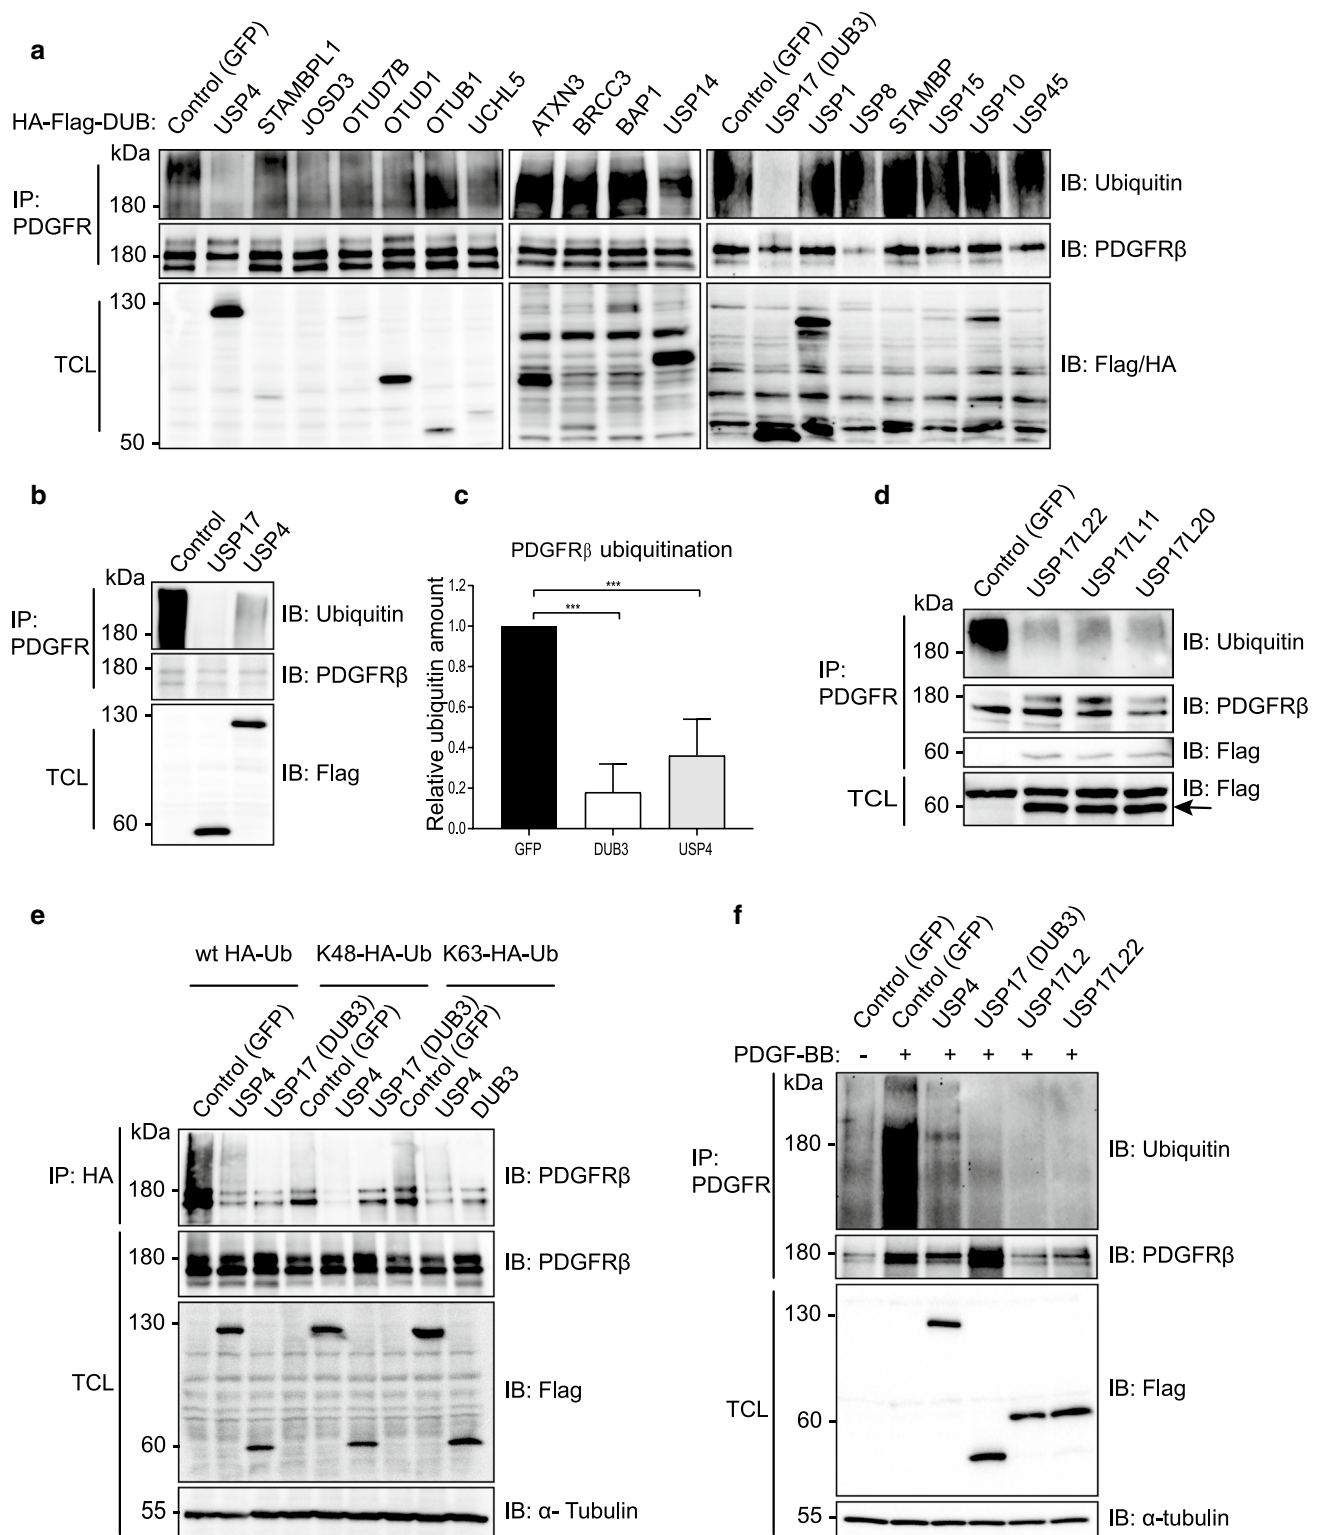 a
HA-Flag-DUB: Control (GFP) USP4 STAMBPL1 JOSD3 OTUD7B OTUD1 OTUB1 UCHL5 ATXN3 BRCC3 BAP1 USP14 Control (GFP) USP17 (DUB3) USP1 USP8 STAMBP USP15 USP10 USP45
kDa
IP: PDGFR
180
IB: Ubiquitin
180
IB: PDGFRβ
130
TCL
IB: Flag/HA
50
b
Control USP17 USP4
kDa
IP: PDGFR
180
IB: Ubiquitin
180
IB: PDGFRβ
130
TCL
IB: Flag
60
c
PDGFRβ ubiquitination
Relative ubiquitin amount
1.2
1.0
0.8
0.6
0.4
0.2
0.0
***
***
GFP DUB3 USP4
d
Control (GFP) USP17L22 USP17L11 USP17L20
kDa
IP: PDGFR
180
IB: Ubiquitin
180
IB: PDGFRβ
60
IB: Flag
TCL
60
IB: Flag
e
wt HA-Ub K48-HA-Ub K63-HA-Ub
Control (GFP) USP4 USP17 (DUB3) Control (GFP) USP4 USP17 (DUB3) Control (GFP) USP4 DUB3
kDa
IP: HA
180
IB: PDGFRβ
180
IB: PDGFRβ
130
TCL
IB: Flag
60
55
IB: α- Tubulin
f
Control (GFP) Control (GFP) USP4 USP17 (DUB3) USP17L2 USP17L22
PDGF-BB: - + + + + +
kDa
IP: PDGFR
180
IB: Ubiquitin
180
IB: PDGFRβ
130
TCL
IB: Flag
60
55
IB: α-tubulin